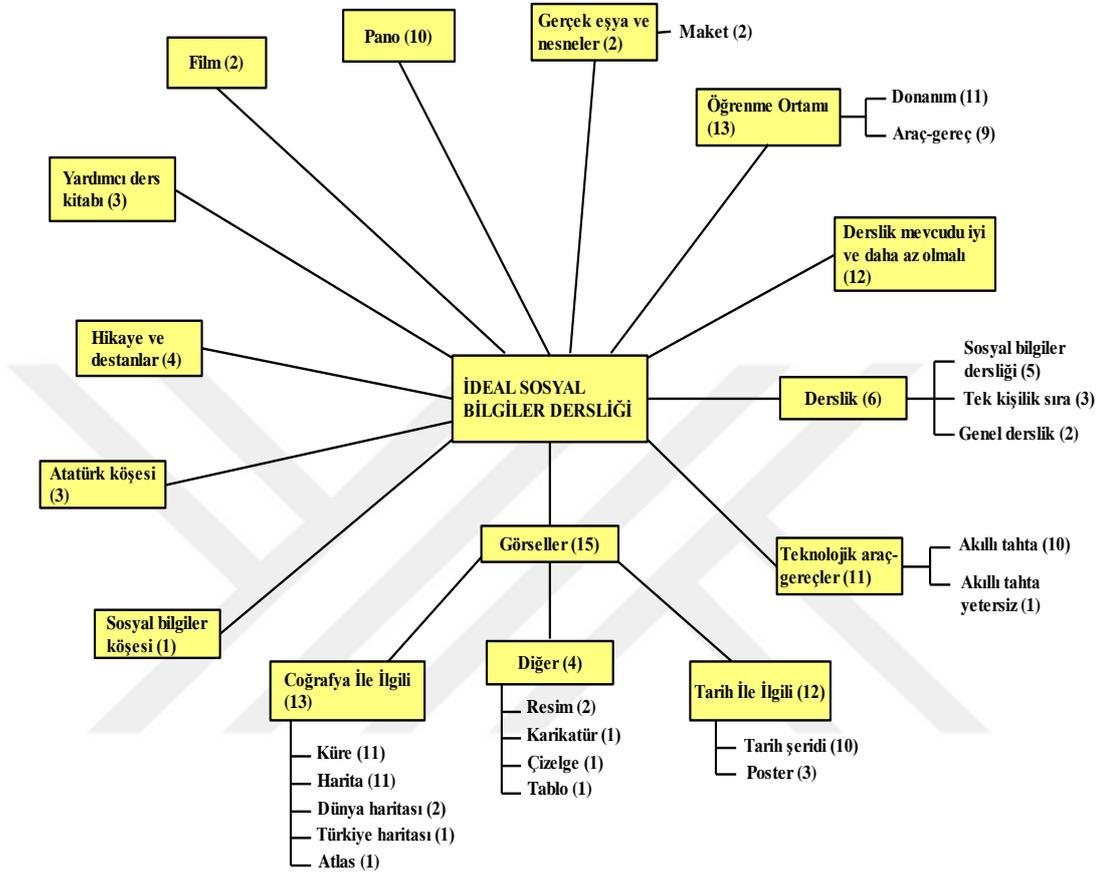 Film (2)
Pano (10)
Gerçek eşya ve
nesneler (2)
Maket (2)
Öğrenme Ortamı
(13)
Donanım (11)
Araç-gereç (9)
Yardımcı ders
kitabı (3)
Derslik mevcudu iyi
ve daha az olmalı
(12)
Hikaye ve
destanlar (4)
İDEAL SOSYAL
BİLGİLER DERSLİĞİ
Derslik (6)
Sosyal bilgiler
dersliği (5)
Tek kişilik sıra (3)
Genel derslik (2)
Atatürk köşesi
(3)
Görseller (15)
Teknolojik araç-
gereçler (11)
Akıllı tahta (10)
Akıllı tahta
yetersiz (1)
Sosyal bilgiler
köşesi (1)
Coğrafya İle İlgili
(13)
Küre (11)
Harita (11)
Dünya haritası (2)
Türkiye haritası (1)
Atlas (1)
Diğer (4)
Resim (2)
Karikatür (1)
Çizelge (1)
Tablo (1)
Tarih İle İlgili (12)
Tarih şeridi (10)
Poster (3)